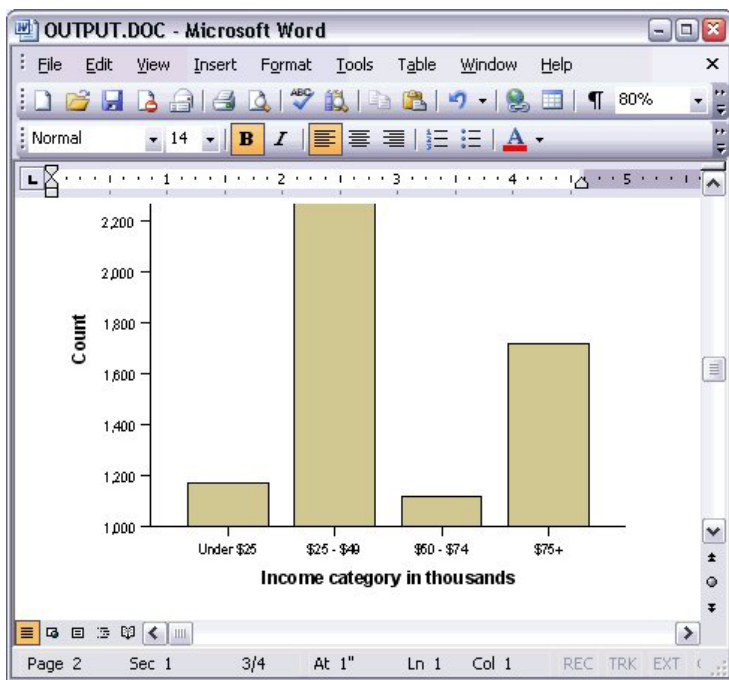 OUTPUT.DOC - Microsoft Word
File Edit View Insert Format Tools Table Window Help
ABC 80%
Normal 14 B I A
1 2 3 4 5
2,200
2,000
1,800
1,600
1,400
1,200
1,000
Count
Under $25 $25 - $49 $50 - $74 $75+
Income category in thousands
Page 2 Sec 1 3/4 At 1" Ln 1 Col 1 REC TRK EXT